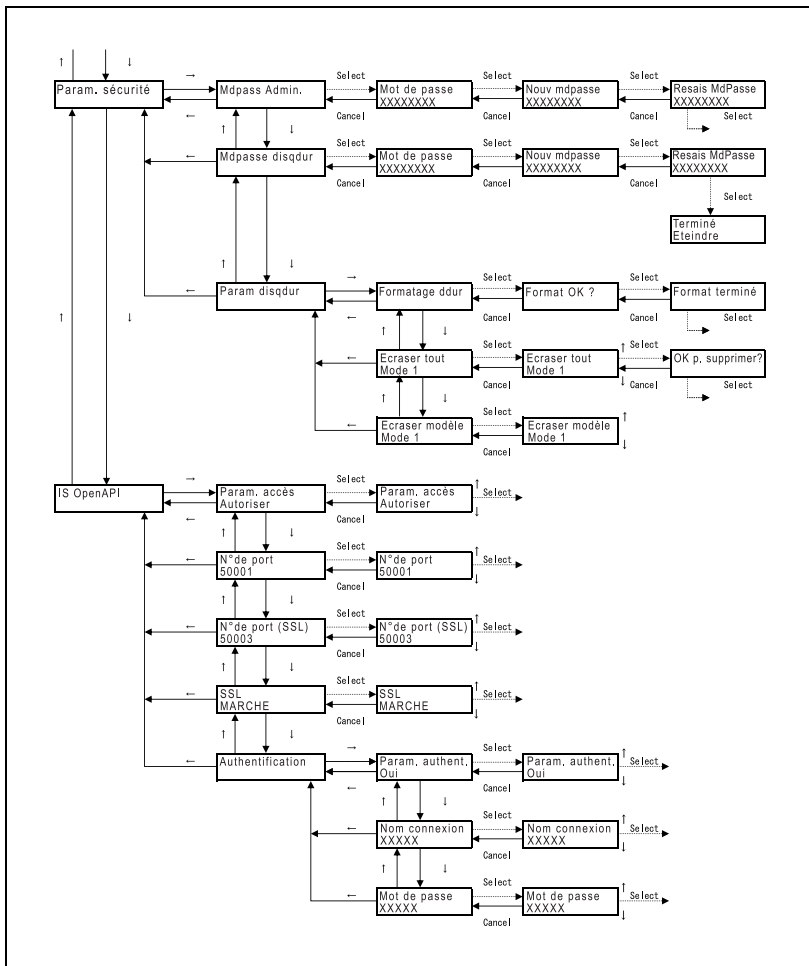 ↑ ↓
→ Select Select Select
Param. sécurité Mdpass Admin. Mot de passe Nouv mdpasse Resais MdPasse
XXXXXXXX XXXXXXXX XXXXXXXX
← Cancel Cancel Cancel Select
↑ ↓
Select Select Select
Mdpasse disqdur Mot de passe Nouv mdpasse Resais MdPasse
← XXXXXXXX XXXXXXXX XXXXXXXX
Cancel Cancel Cancel
Select
Terminé
Eteindre
↑ ↓
→ Select Select
Param disqdur Formatage ddur Format OK ? Format terminé
←
← Cancel Cancel Select
↑ ↓
↑ ↓
Select ↑ Select
Ecraser tout Ecraser tout OK p. supprimer?
← Mode 1 Mode 1
Cancel ↓ Cancel Select
↑ ↓
Select
Ecraser modèle Ecraser modèle ↑
← Mode 1 Mode 1 ↓
Cancel
→ Select
IS OpenAPI Param. accès Param. accès ↑
Autoriser Autoriser Select
← Cancel ↓
↑ ↓
Select
N°de port N°de port ↑
← 50001 50001 Select
Cancel ↓
↑ ↓
Select
N°de port (SSL) N°de port (SSL) ↑
← 50003 50003 Select
Cancel ↓
↑ ↓
Select
SSL SSL ↑
← MARCHE MARCHE Select
Cancel ↓
↑ ↓
→ Select
Authentification Param. authent. Param. authent. ↑
← Oui Oui Select
← Cancel ↓
↑ ↓
Select
Nom connexion Nom connexion ↑
← XXXXX XXXXX Select
Cancel ↓
↑ ↓
Select
Mot de passe Mot de passe ↑
← XXXXX XXXXX Select
Cancel ↓